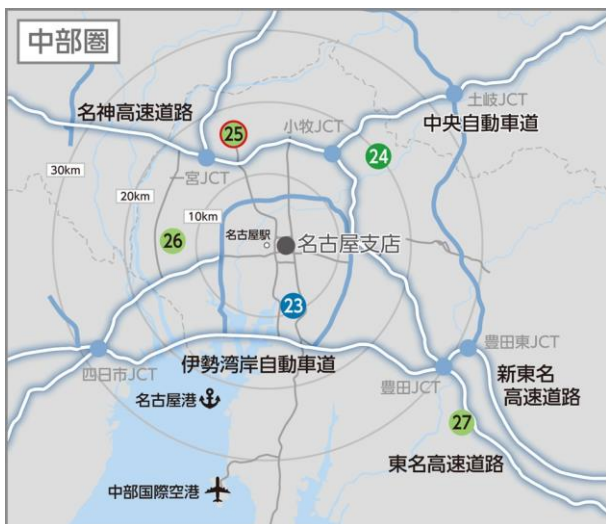 中部圏
土岐JCT
名神高速道路
25
小牧JCT
中央自動車道
24
30km
一宮JCT
20km
10km
26
名古屋駅
名古屋支店
23
伊勢湾岸自動車道
豊田東JCT
四日市JCT
豊田JCT
新東名
高速道路
名古屋港
27
東名高速道路
中部国際空港